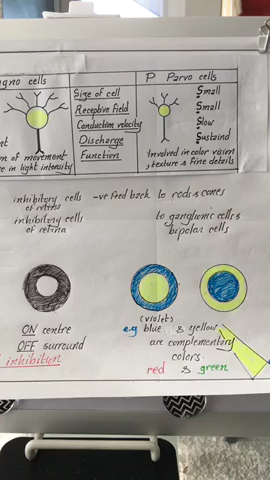 gno cells
Size of cell
P Parvo cells
Receptive field
Small
Small
Conduction velocity
Slow
nt
Discharge
Sustaind
m of movement
Function
Involved in color vision
e in light intensity
, texture & fine details
inhibitory cells -ve feed back to rods & cones
of retina
inhibitory cells to ganglionic cells &
of retina bipolar cells
ON centre
OFF surround
inhibition
(violet)
e.g blue & yellow
are complementary
colors.
red & green